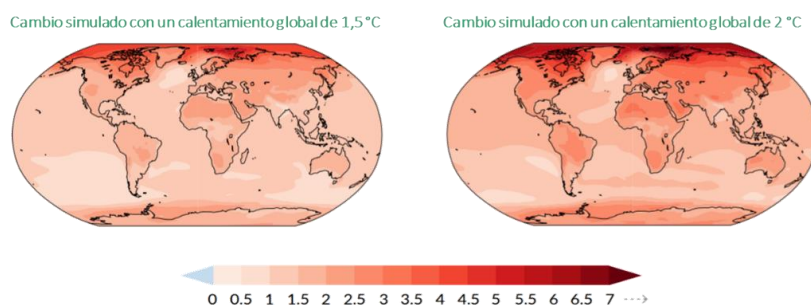 Cambio simulado con un calentamiento global de 1,5 °C
Cambio simulado con un calentamiento global de 2 °C
0 0.5 1 1.5 2 2.5 3 3.5 4 4.5 5 5.5 6 6.5 7